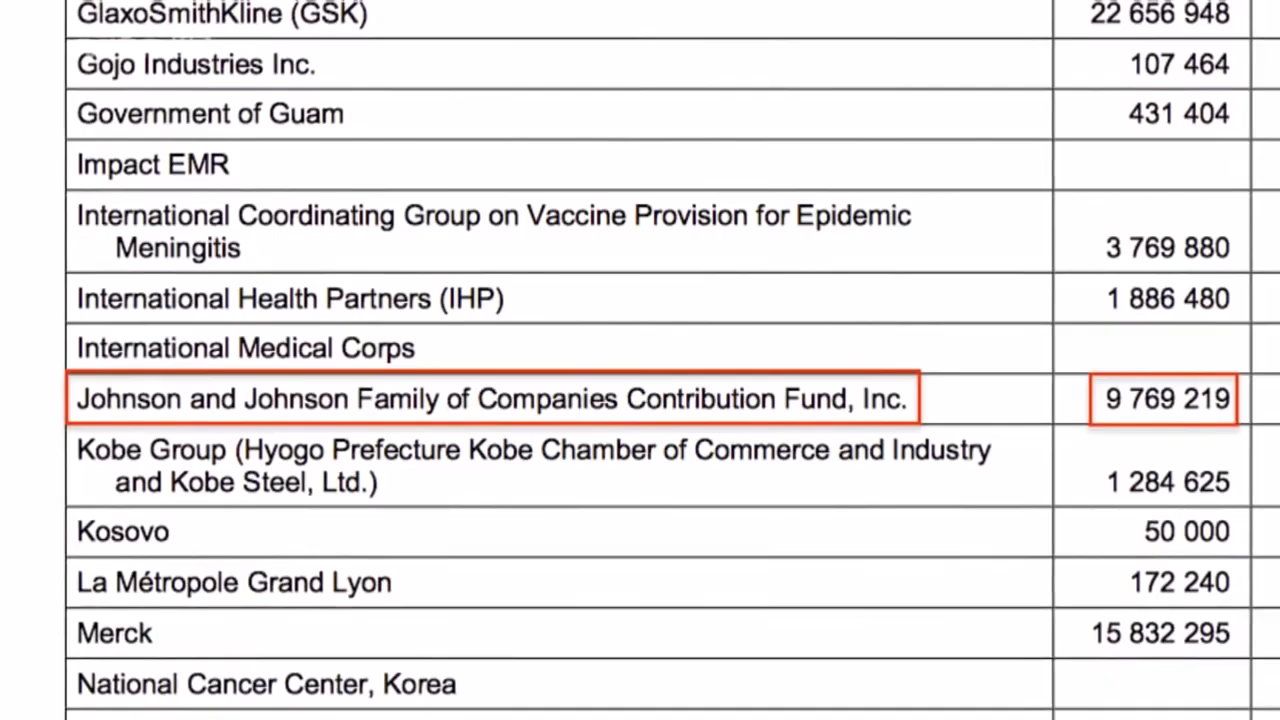 GlaxoSmithKline (GSK) 22 656 948
Gojo Industries Inc. 107 464
Government of Guam 431 404
Impact EMR
International Coordinating Group on Vaccine Provision for Epidemic
Meningitis 3 769 880
International Health Partners (IHP) 1 886 480
International Medical Corps
Johnson and Johnson Family of Companies Contribution Fund, Inc. 9 769 219
Kobe Group (Hyogo Prefecture Kobe Chamber of Commerce and Industry
and Kobe Steel, Ltd.) 1 284 625
Kosovo 50 000
La Métropole Grand Lyon 172 240
Merck 15 832 295
National Cancer Center, Korea